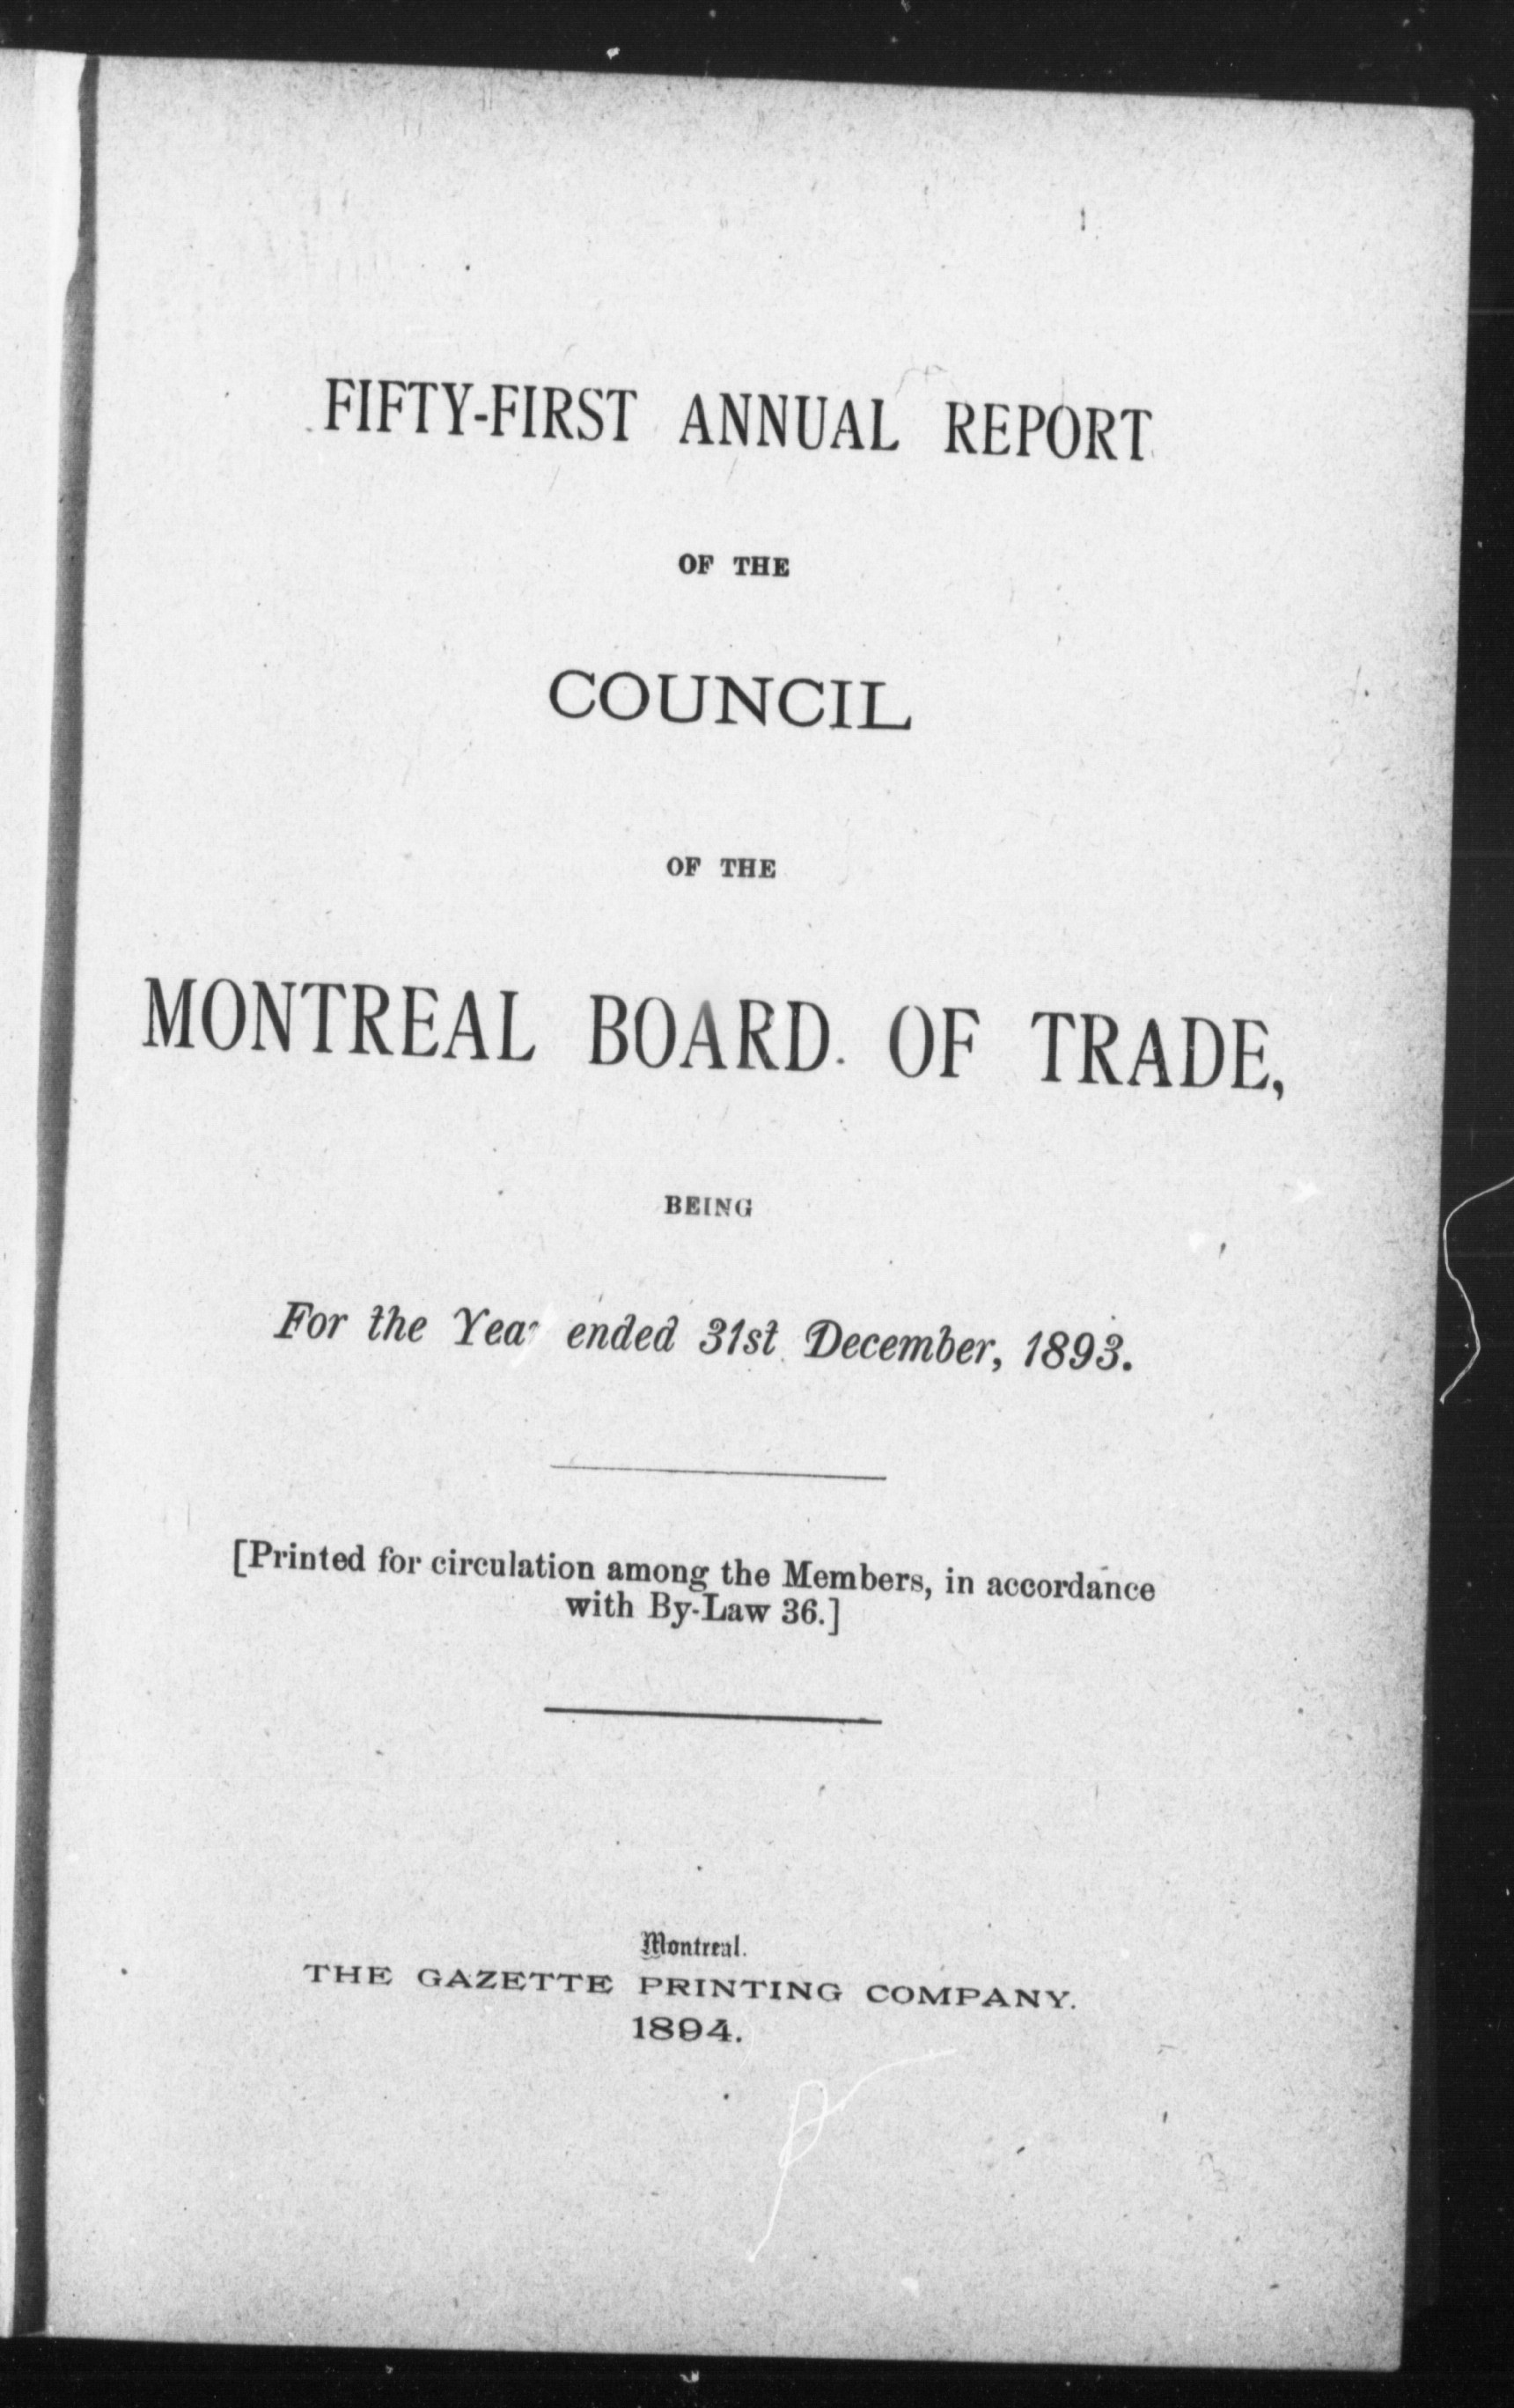 FIFTY-FIRST ANNUAL REPORT
OF THE
COUNCIL
OF THE
MONTREAL BOARD OF TRADE,
BEING
For the Year ended 31st December, 1893.
[Printed for circulation among the Members, in accordance
with By-Law 36.]
Montreal.
THE GAZETTE PRINTING COMPANY.
1894.